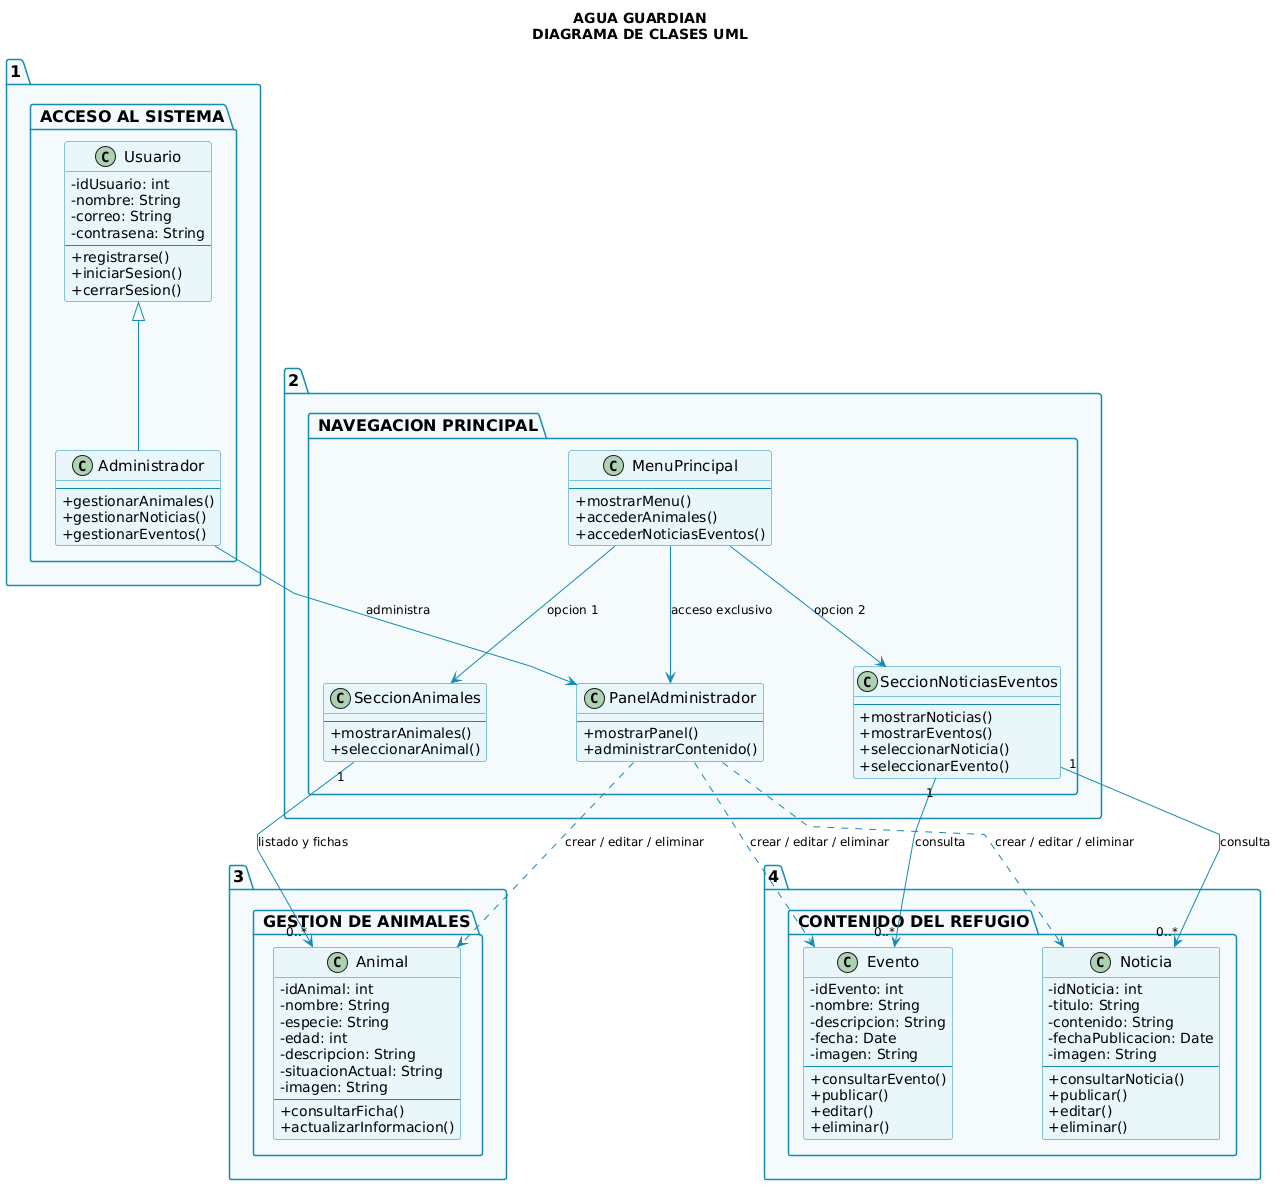 AGUA GUARDIAN
DIAGRAMA DE CLASES UML
1
ACCESO AL SISTEMA
C Usuario
-idUsuario: int
-nombre: String
-correo: String
-contrasena: String
+registrarse()
+iniciarSesion()
+cerrarSesion()
C Administrador
+gestionarAnimales()
+gestionarNoticias()
+gestionarEventos()
administra
2
NAVEGACION PRINCIPAL
C MenuPrincipal
+mostrarMenu()
+accederAnimales()
+accederNoticiasEventos()
opcion 1
acceso exclusivo
opcion 2
C SeccionAnimales
+mostrarAnimales()
+seleccionarAnimal()
C PanelAdministrador
+mostrarPanel()
+administrarContenido()
C SeccionNoticiasEventos
+mostrarNoticias()
+mostrarEventos()
+seleccionarNoticia()
+seleccionarEvento()
1
1
1
listado y fichas
crear / editar / eliminar
crear / editar / eliminar
consulta
crear / editar / eliminar
consulta
3
GESTION DE ANIMALES
0..*
C Animal
-idAnimal: int
-nombre: String
-especie: String
-edad: int
-descripcion: String
-situacionActual: String
-imagen: String
+consultarFicha()
+actualizarInformacion()
4
CONTENIDO DEL REFUGIO
0..*
0..*
C Evento
-idEvento: int
-nombre: String
-descripcion: String
-fecha: Date
-imagen: String
+consultarEvento()
+publicar()
+editar()
+eliminar()
C Noticia
-idNoticia: int
-titulo: String
-contenido: String
-fechaPublicacion: Date
-imagen: String
+consultarNoticia()
+publicar()
+editar()
+eliminar()